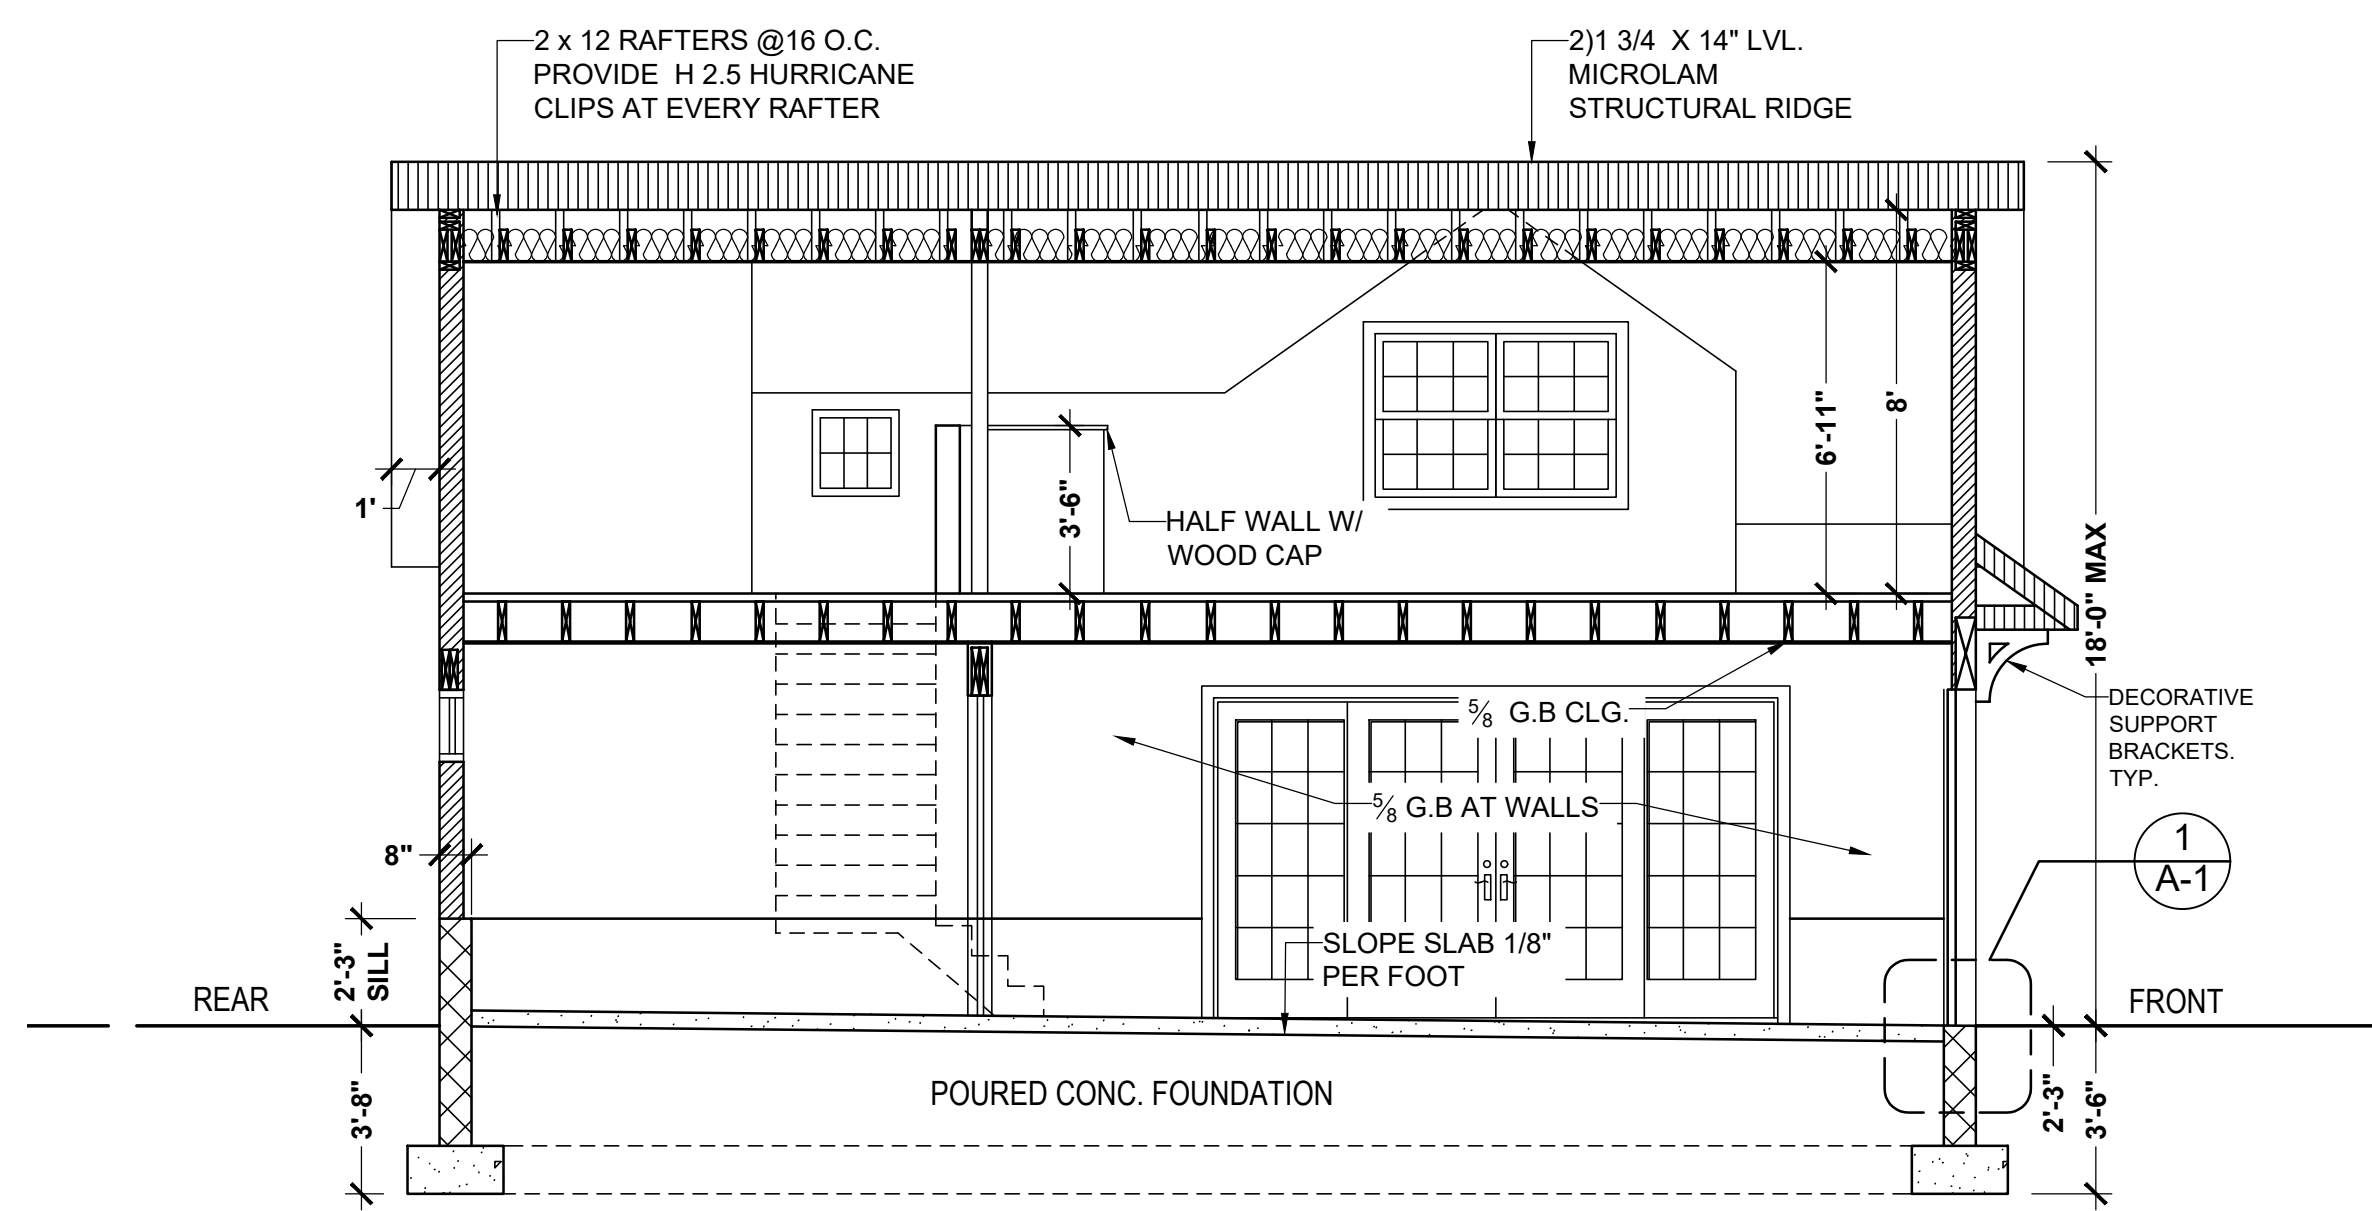 2 x 12 RAFTERS @16 O.C.
PROVIDE H 2.5 HURRICANE
CLIPS AT EVERY RAFTER
2)1 3/4 X 14" LVL.
MICROLAM
STRUCTURAL RIDGE
6'-11"
8'
3'-6"
1'
HALF WALL W/
WOOD CAP
18'-0" MAX
DECORATIVE
SUPPORT
BRACKETS.
TYP.
5/8 G.B CLG.
5/8 G.B AT WALLS
8"
1
A-1
2'-3"
SILL
SLOPE SLAB 1/8"
PER FOOT
REAR
FRONT
3'-8"
POURED CONC. FOUNDATION
2'-3"
3'-6"